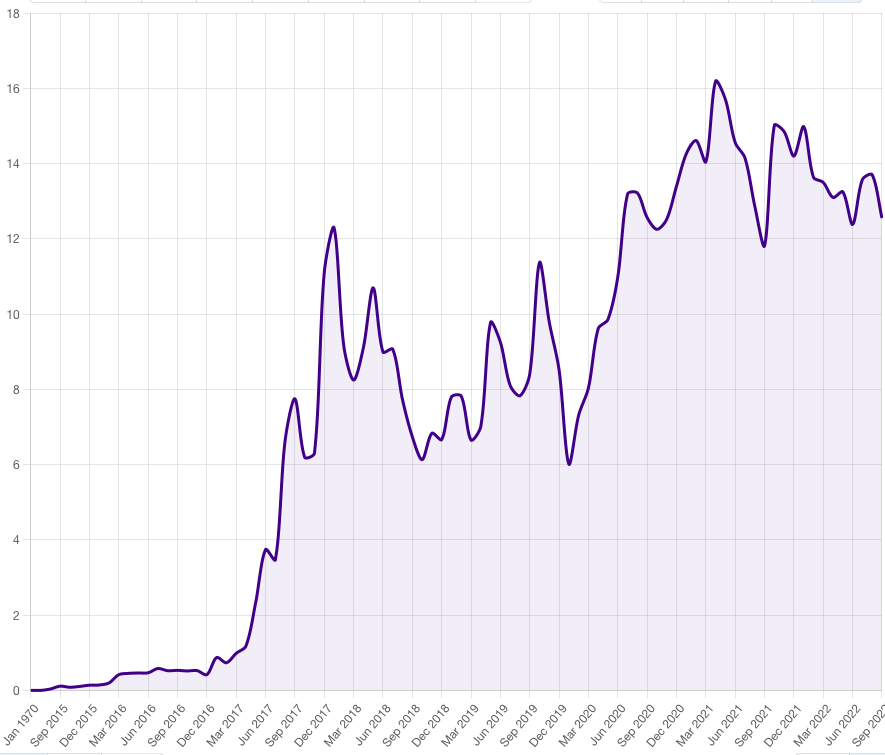 18
16
14
12
10
8
6
4
2
0
Jan 1970
Sep 2015
Dec 2015
Mar 2016
Jun 2016
Sep 2016
Dec 2016
Mar 2017
Jun 2017
Sep 2017
Dec 2017
Mar 2018
Jun 2018
Sep 2018
Dec 2018
Mar 2019
Jun 2019
Sep 2019
Dec 2019
Mar 2020
Jun 2020
Sep 2020
Dec 2020
Mar 2021
Jun 2021
Sep 2021
Dec 2021
Mar 2022
Jun 2022
Sep 202